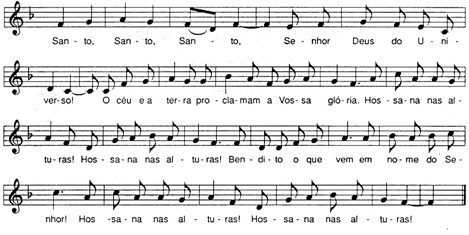 San-to, San-to, San-to, Se-nhor Deus do U-ni-
verso! O céu e a ter-ra pro-cla-mam a Vos-sa gló-ria. Hos-sa-na nas al-
tu-ras! Hos-sa-na nas al-tu-ras! Ben-di-to o que vem em no-me do Se-
nhor! Hos-sa-na nas al-tu-ras! Hos-sa-na nas al-tu-ras!